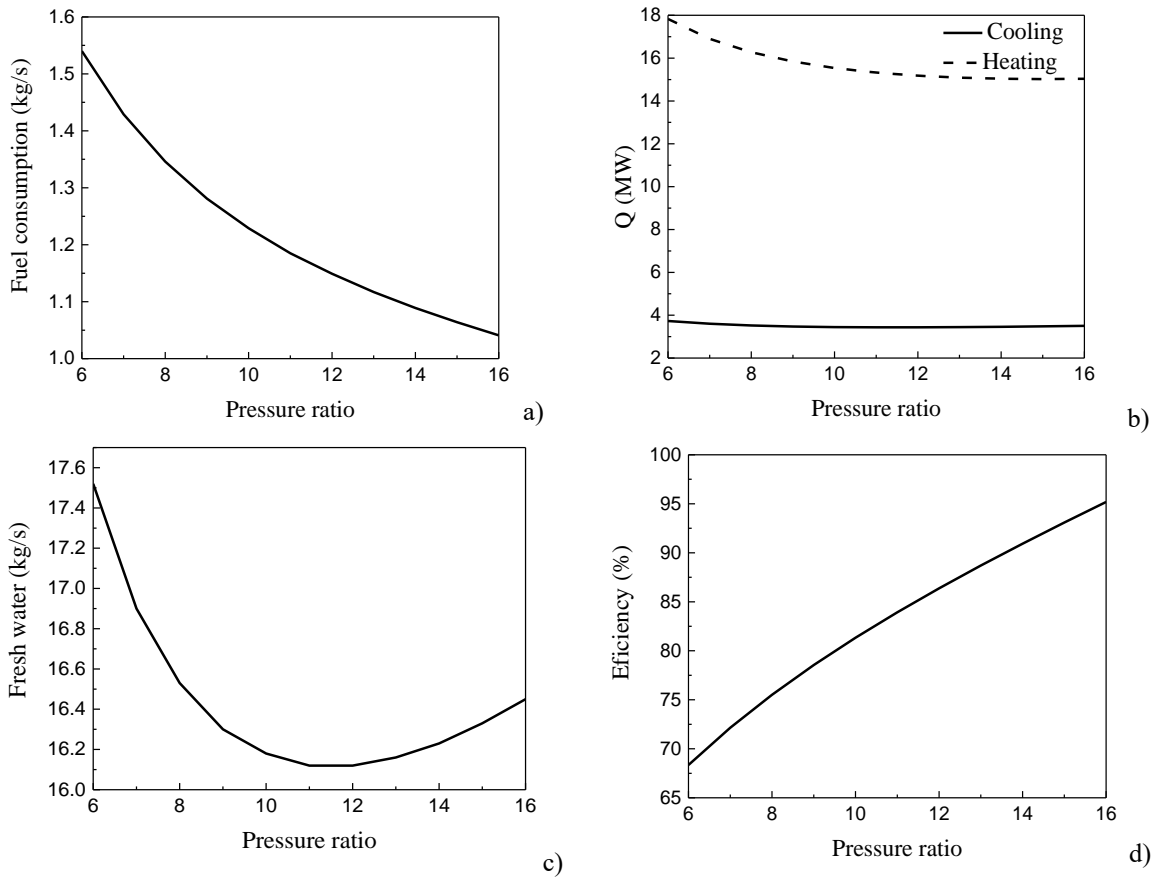 1.6
1.5
1.4
1.3
1.2
1.1
1.0
6 8 10 12 14 16
Fuel consumption (kg/s)
Pressure ratio
a)
18
16
14
12
10
8
6
4
2
6 8 10 12 14 16
Q (MW)
Cooling
Heating
Pressure ratio
b)
17.6
17.4
17.2
17.0
16.8
16.6
16.4
16.2
16.0
6 8 10 12 14 16
Fresh water (kg/s)
Pressure ratio
c)
100
95
90
85
80
75
70
65
6 8 10 12 14 16
Eficiency (%)
Pressure ratio
d)